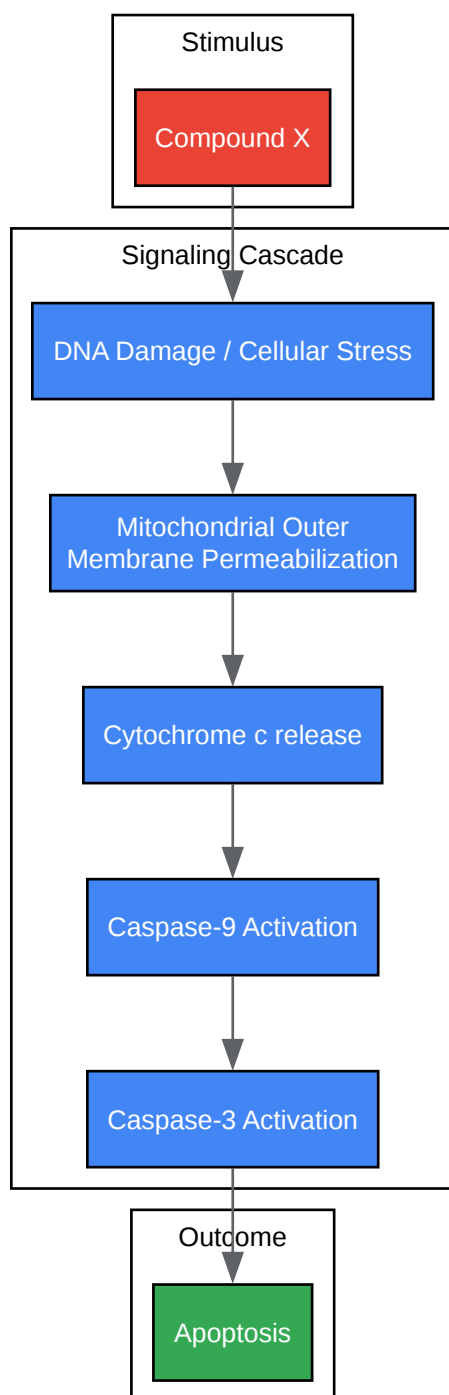 Stimulus
Compound X
Signaling Cascade
DNA Damage / Cellular Stress
Mitochondrial Outer
Membrane Permeabilization
Cytochrome c release
Caspase-9 Activation
Caspase-3 Activation
Outcome
Apoptosis